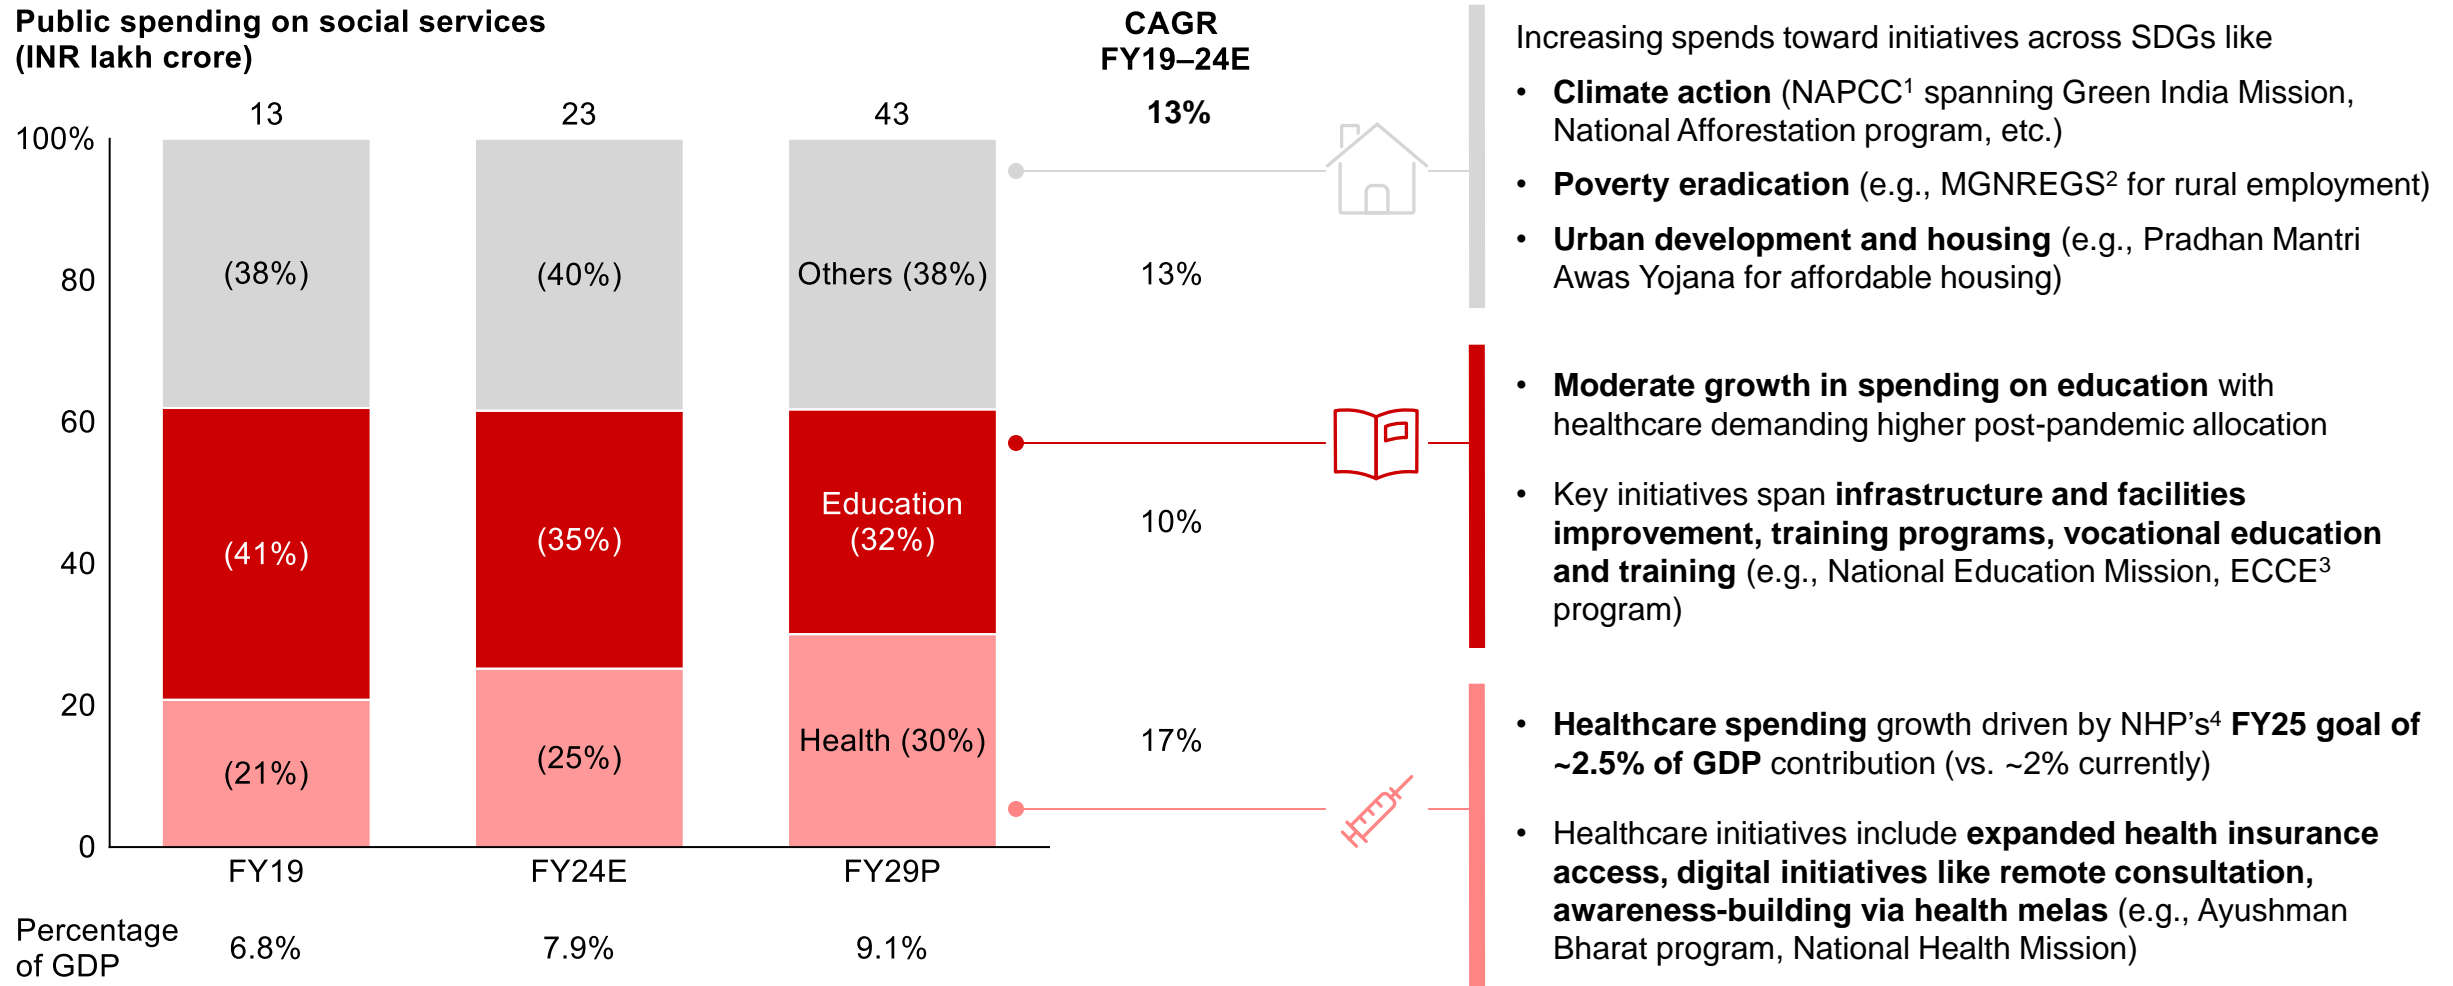 Public spending on social services
(INR lakh crore)
CAGR
FY19–24E
13
23
43
13%
100%
80
60
40
20
0
(38%)
(40%)
Others (38%)
13%
(41%)
(35%)
Education
(32%)
10%
(21%)
(25%)
Health (30%)
17%
FY19
FY24E
FY29P
Percentage
of GDP
6.8%
7.9%
9.1%
Increasing spends toward initiatives across SDGs like
• Climate action (NAPCC¹ spanning Green India Mission,
National Afforestation program, etc.)
• Poverty eradication (e.g., MGNREGS² for rural employment)
• Urban development and housing (e.g., Pradhan Mantri
Awas Yojana for affordable housing)
• Moderate growth in spending on education with
healthcare demanding higher post-pandemic allocation
• Key initiatives span infrastructure and facilities
improvement, training programs, vocational education
and training (e.g., National Education Mission, ECCE³
program)
• Healthcare spending growth driven by NHP’s⁴ FY25 goal of
~2.5% of GDP contribution (vs. ~2% currently)
• Healthcare initiatives include expanded health insurance
access, digital initiatives like remote consultation,
awareness-building via health melas (e.g., Ayushman
Bharat program, National Health Mission)